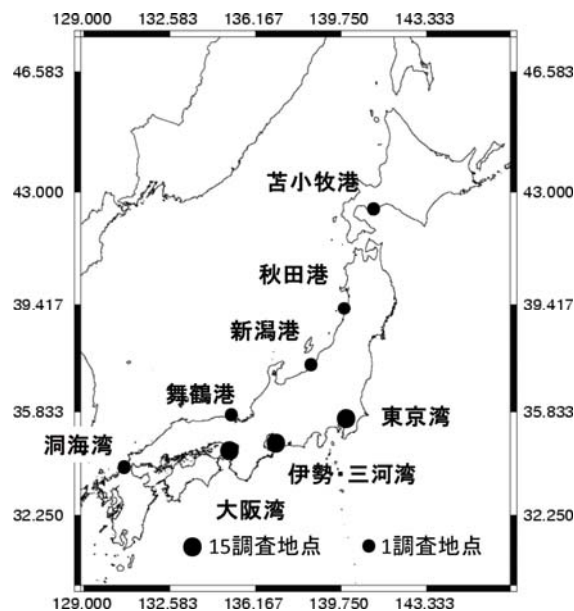 129.000 132.583 136.167 139.750 143.333
46.583 46.583
苫小牧港
43.000 43.000
秋田港
39.417 39.417
新潟港
舞鶴港
35.833 35.833
東京湾
洞海湾
伊勢・三河湾
大阪湾
32.250 32.250
15調査地点 1調査地点
129.000 132.583 136.167 139.750 143.333